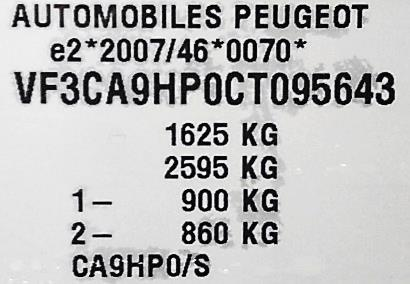 AUTOMOBILES PEUGEOT
e2*2007/46*0070*
VF3CA9HP0CT095643
1625 KG
2595 KG
1— 900 KG
2— 860 KG
CA9HP0/S